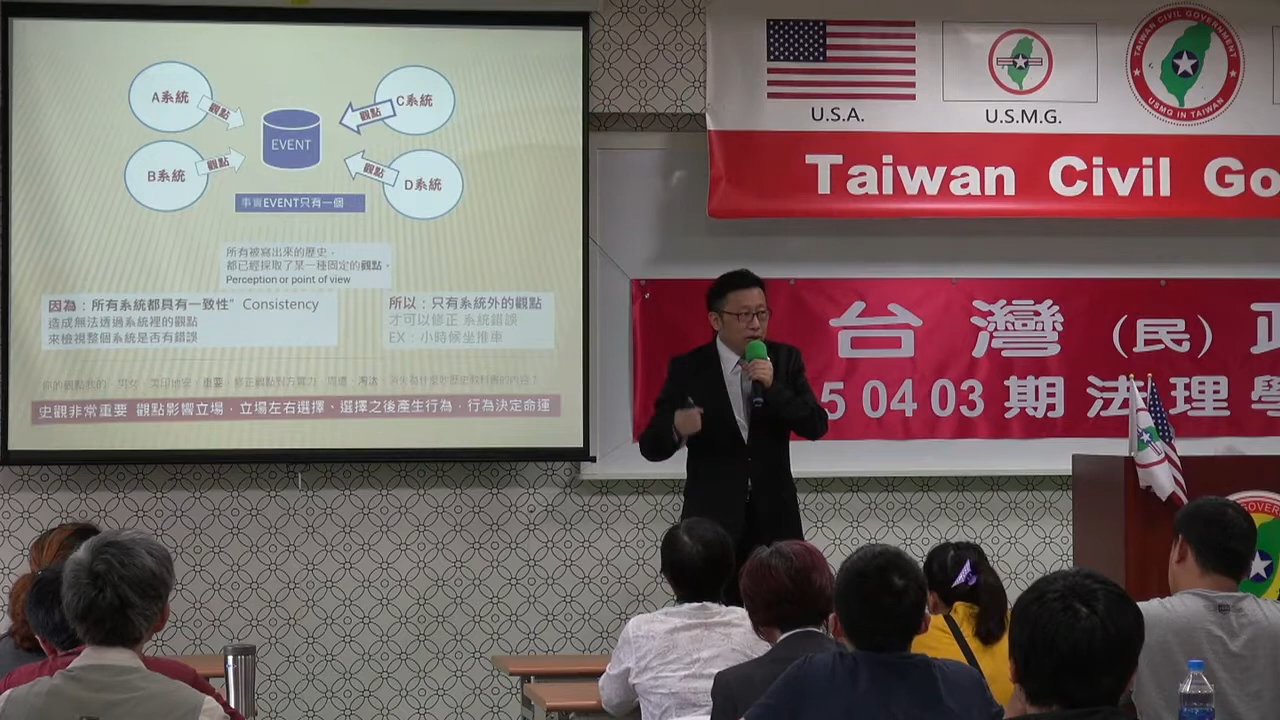 A系統
觀點
EVENT
觀點
C系統
B系統
觀點
觀點
D系統
事實EVENT只有一個
所有被寫出來的歷史，
都已經採取了某一種固定的觀點。
Perception or point of view
因為：所有系統都具有一致性" Consistency
造成無法透過系統裡的觀點
來檢視整個系統是否有錯誤
所以：只有系統外的觀點
才可以修正 系統錯誤
EX：小時候坐推車
史觀非常重要 觀點影響立場，立場左右選擇、選擇之後產生行為，行為決定命運
U.S.A.
U.S.M.G.
TAIWAN CIVIL GOVERNMENT
USMG IN TAIWAN
Taiwan Civil Go
台灣（民）政
5 04 03 期法理學
GOVER